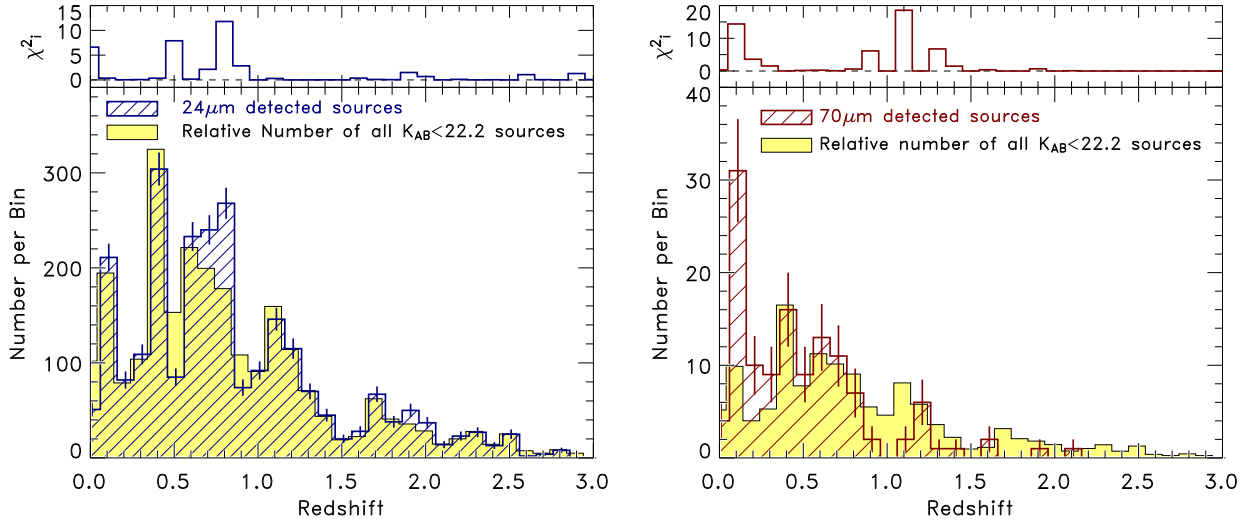 15
10
5
0
χ²ᵢ
24μm detected sources
Relative Number of all K_AB<22.2 sources
300
200
100
0
Number per Bin
0.0 0.5 1.0 1.5 2.0 2.5 3.0
Redshift
20
15
10
5
0
χ²ᵢ
70μm detected sources
Relative number of all K_AB<22.2 sources
40
30
20
10
0
Number per Bin
0.0 0.5 1.0 1.5 2.0 2.5 3.0
Redshift